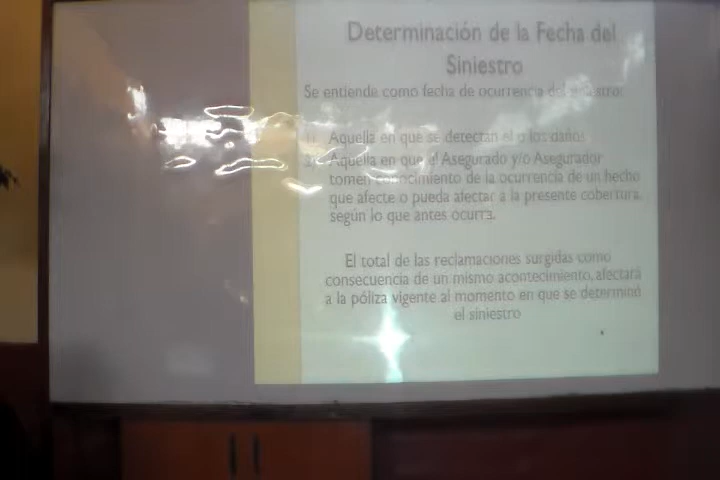 Determinación de la Fecha del
Siniestro
Se entiende como fecha de ocurrencia del siniestro:
1) Aquella en que se detectan el o los daños
2) Aquella en que el Asegurado y/o Asegurador
tomen conocimiento de la ocurrencia de un hecho
que afecte o pueda afectar a la presente cobertura,
según lo que antes ocurra.
El total de las reclamaciones surgidas como
consecuencia de un mismo acontecimiento, afectará
a la póliza vigente al momento en que se determinó
el siniestro